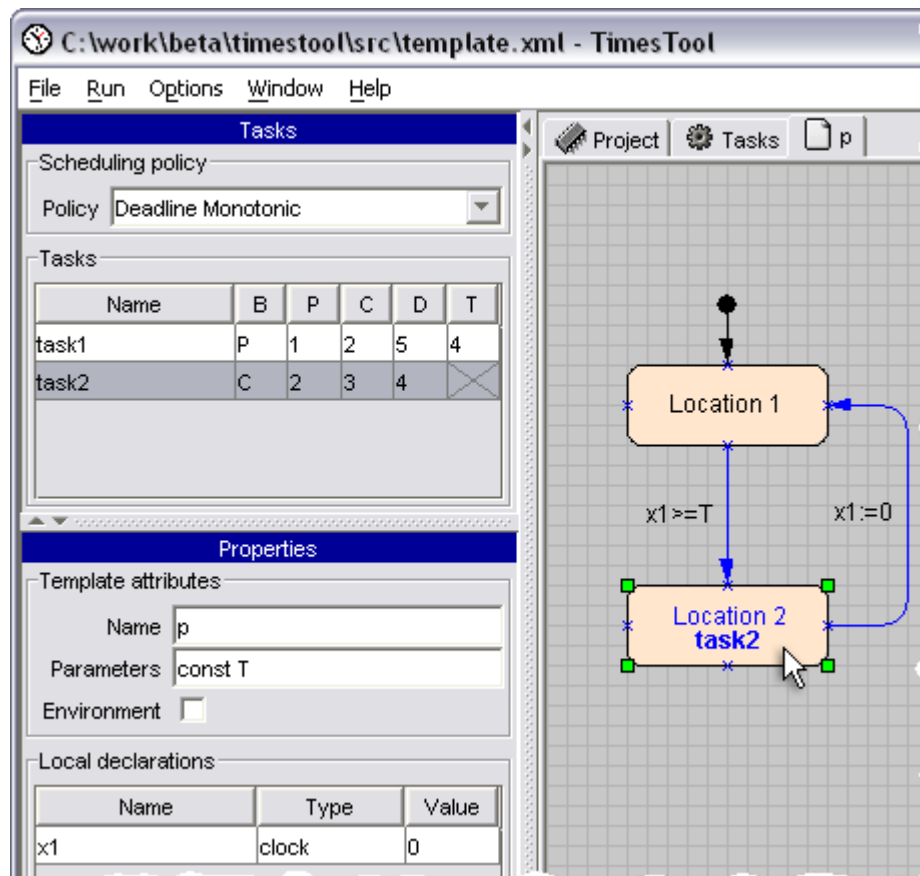 C:\work\beta\timestool\src\template.xml - TimesTool
File Run Options Window Help
Tasks
Scheduling policy
Policy Deadline Monotonic
Tasks
Name B P C D T
task1 P 1 2 5 4
task2 C 2 3 4
Properties
Template attributes
Name p
Parameters const T
Environment
Local declarations
Name Type Value
x1 clock 0
Project Tasks p
Location 1
x1>=T x1:=0
Location 2
task2